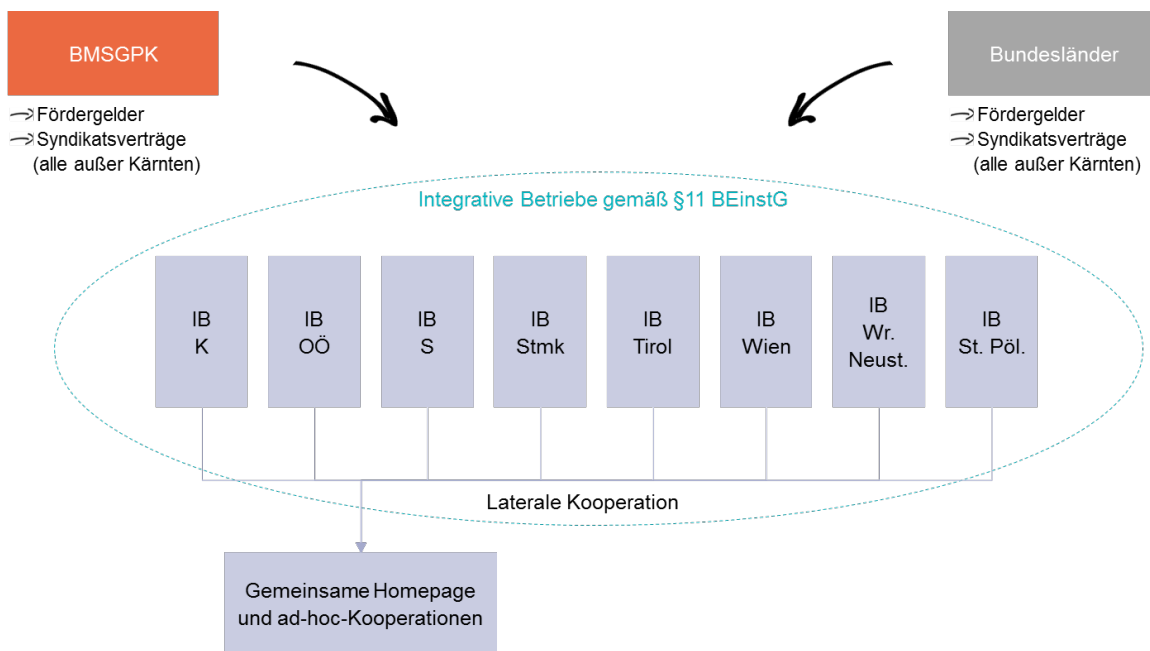 BMSGPK
Fördergelder
Syndikatsverträge
(alle außer Kärnten)
Bundesländer
Fördergelder
Syndikatsverträge
(alle außer Kärnten)
Integrative Betriebe gemäß §11 BEinstG
IB
K
IB
OÖ
IB
S
IB
Stmk
IB
Tirol
IB
Wien
IB
Wr.
Neust.
IB
St. Pöl.
Laterale Kooperation
Gemeinsame Homepage
und ad-hoc-Kooperationen